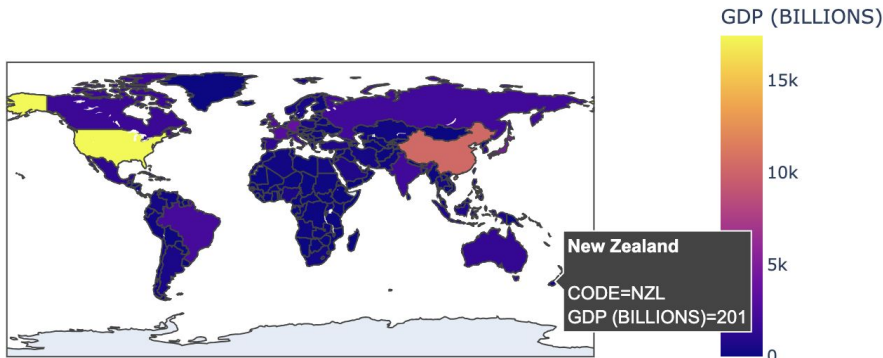 GDP (BILLIONS)
15k
10k
5k
0
New Zealand
CODE=NZL
GDP (BILLIONS)=201